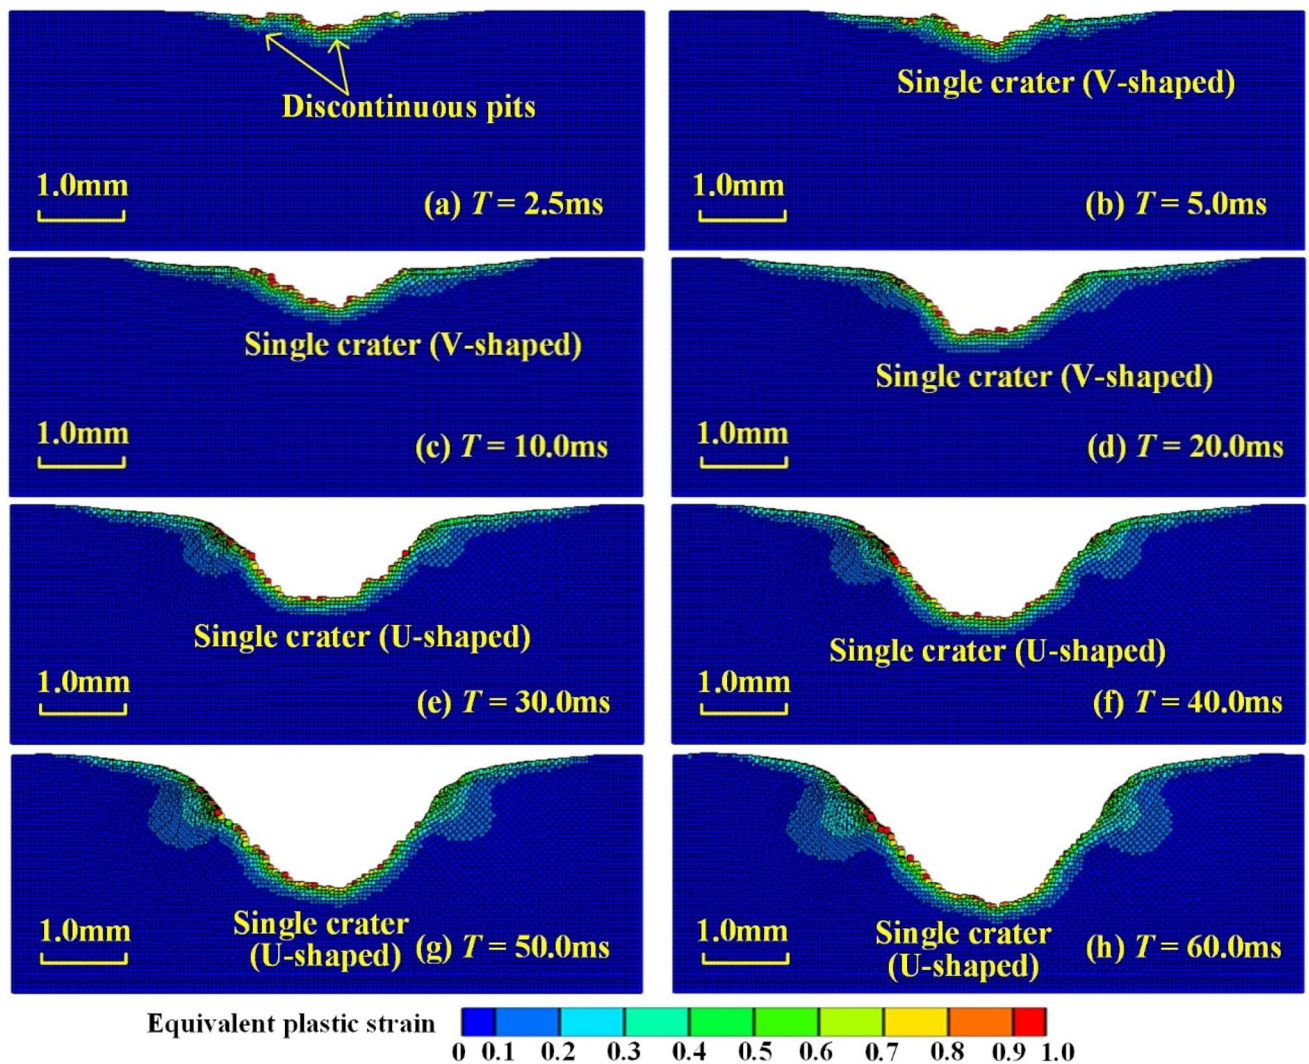 Discontinuous pits
1.0mm
(a) T = 2.5ms
Single crater (V-shaped)
1.0mm
(b) T = 5.0ms
Single crater (V-shaped)
1.0mm
(c) T = 10.0ms
Single crater (V-shaped)
1.0mm
(d) T = 20.0ms
Single crater (U-shaped)
1.0mm
(e) T = 30.0ms
Single crater (U-shaped)
1.0mm
(f) T = 40.0ms
Single crater
(U-shaped)
1.0mm
(g) T = 50.0ms
Single crater
(U-shaped)
1.0mm
(h) T = 60.0ms
Equivalent plastic strain
0 0.1 0.2 0.3 0.4 0.5 0.6 0.7 0.8 0.9 1.0